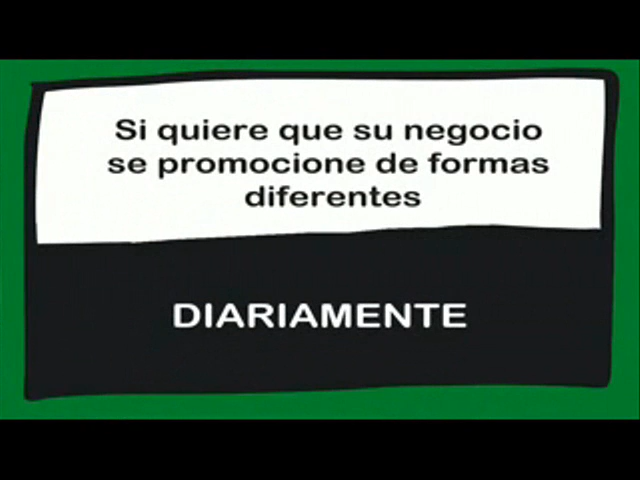 Si quiere que su negocio
se promocione de formas
diferentes
DIARIAMENTE